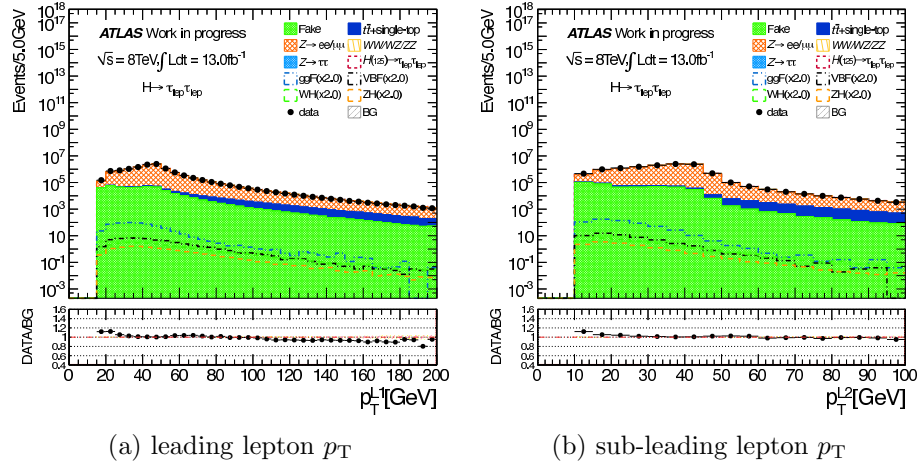 Events/5.0GeV
10^18
10^17
10^15
10^13
10^11
10^9
10^7
10^5
10^3
10
10^-1
10^-3
ATLAS Work in progress
√s = 8TeV, ∫ Ldt = 13.0fb^-1
H→ τ_lep τ_lep
Fake
Z→ ee/μμ
Z→ ττ
ggF(x2.0)
WH(x2.0)
data
tt̄+single-top
WW/WZ/ZZ
H(125)→τ_lep τ_lep
VBF(x2.0)
ZH(x2.0)
BG
DATA/BG
1.6
1.4
1.2
1
0.8
0.6
0.4
0 20 40 60 80 100 120 140 160 180 200
p_T^L1[GeV]
(a) leading lepton p_T
Events/5.0GeV
10^18
10^17
10^15
10^13
10^11
10^9
10^7
10^5
10^3
10
10^-1
10^-3
ATLAS Work in progress
√s = 8TeV, ∫ Ldt = 13.0fb^-1
H→ τ_lep τ_lep
Fake
Z→ ee/μμ
Z→ ττ
ggF(x2.0)
WH(x2.0)
data
tt̄+single-top
WW/WZ/ZZ
H(125)→τ_lep τ_lep
VBF(x2.0)
ZH(x2.0)
BG
DATA/BG
1.6
1.4
1.2
1
0.8
0.6
0.4
0 10 20 30 40 50 60 70 80 90 100
p_T^L2[GeV]
(b) sub-leading lepton p_T